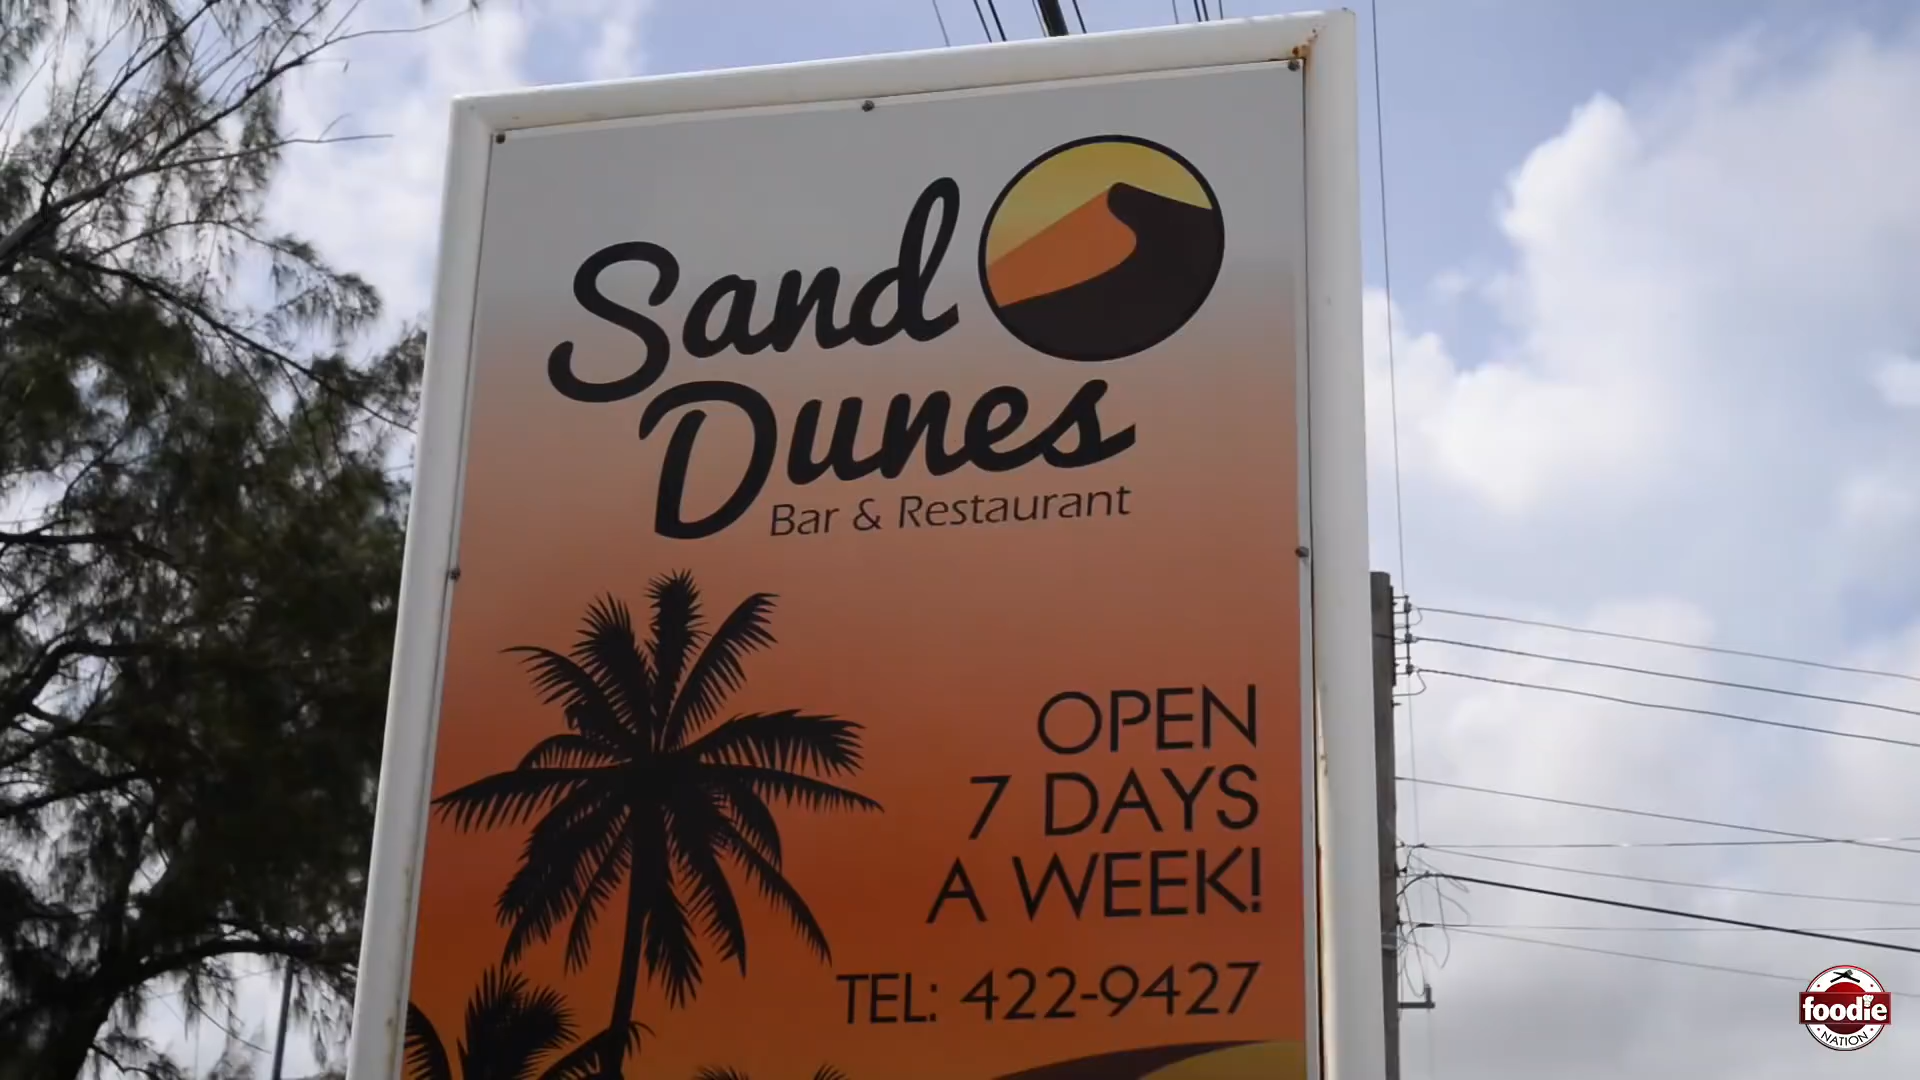 Sand
Dunes
Bar & Restaurant
OPEN
7 DAYS
A WEEK!
TEL: 422-9427
foodie
NATION